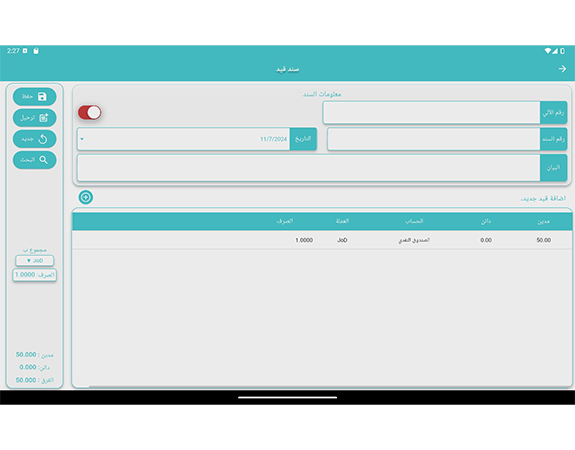 2:27
سند قيد
معلومات السند
رقم الآلي
رقم السند
التاريخ
11/7/2024
البيان
اضافة قيد جديد..
مدين دائن الحساب العملة الصرف
50.00 0.00 الصندوق النقدي JOD 1.0000
حفظ
ترحيل
جديد
البحث
مجموع ب
JOD
الصرف: 1.0000
مدين : 50.000
دائن : 0.000
الفرق : 50.000